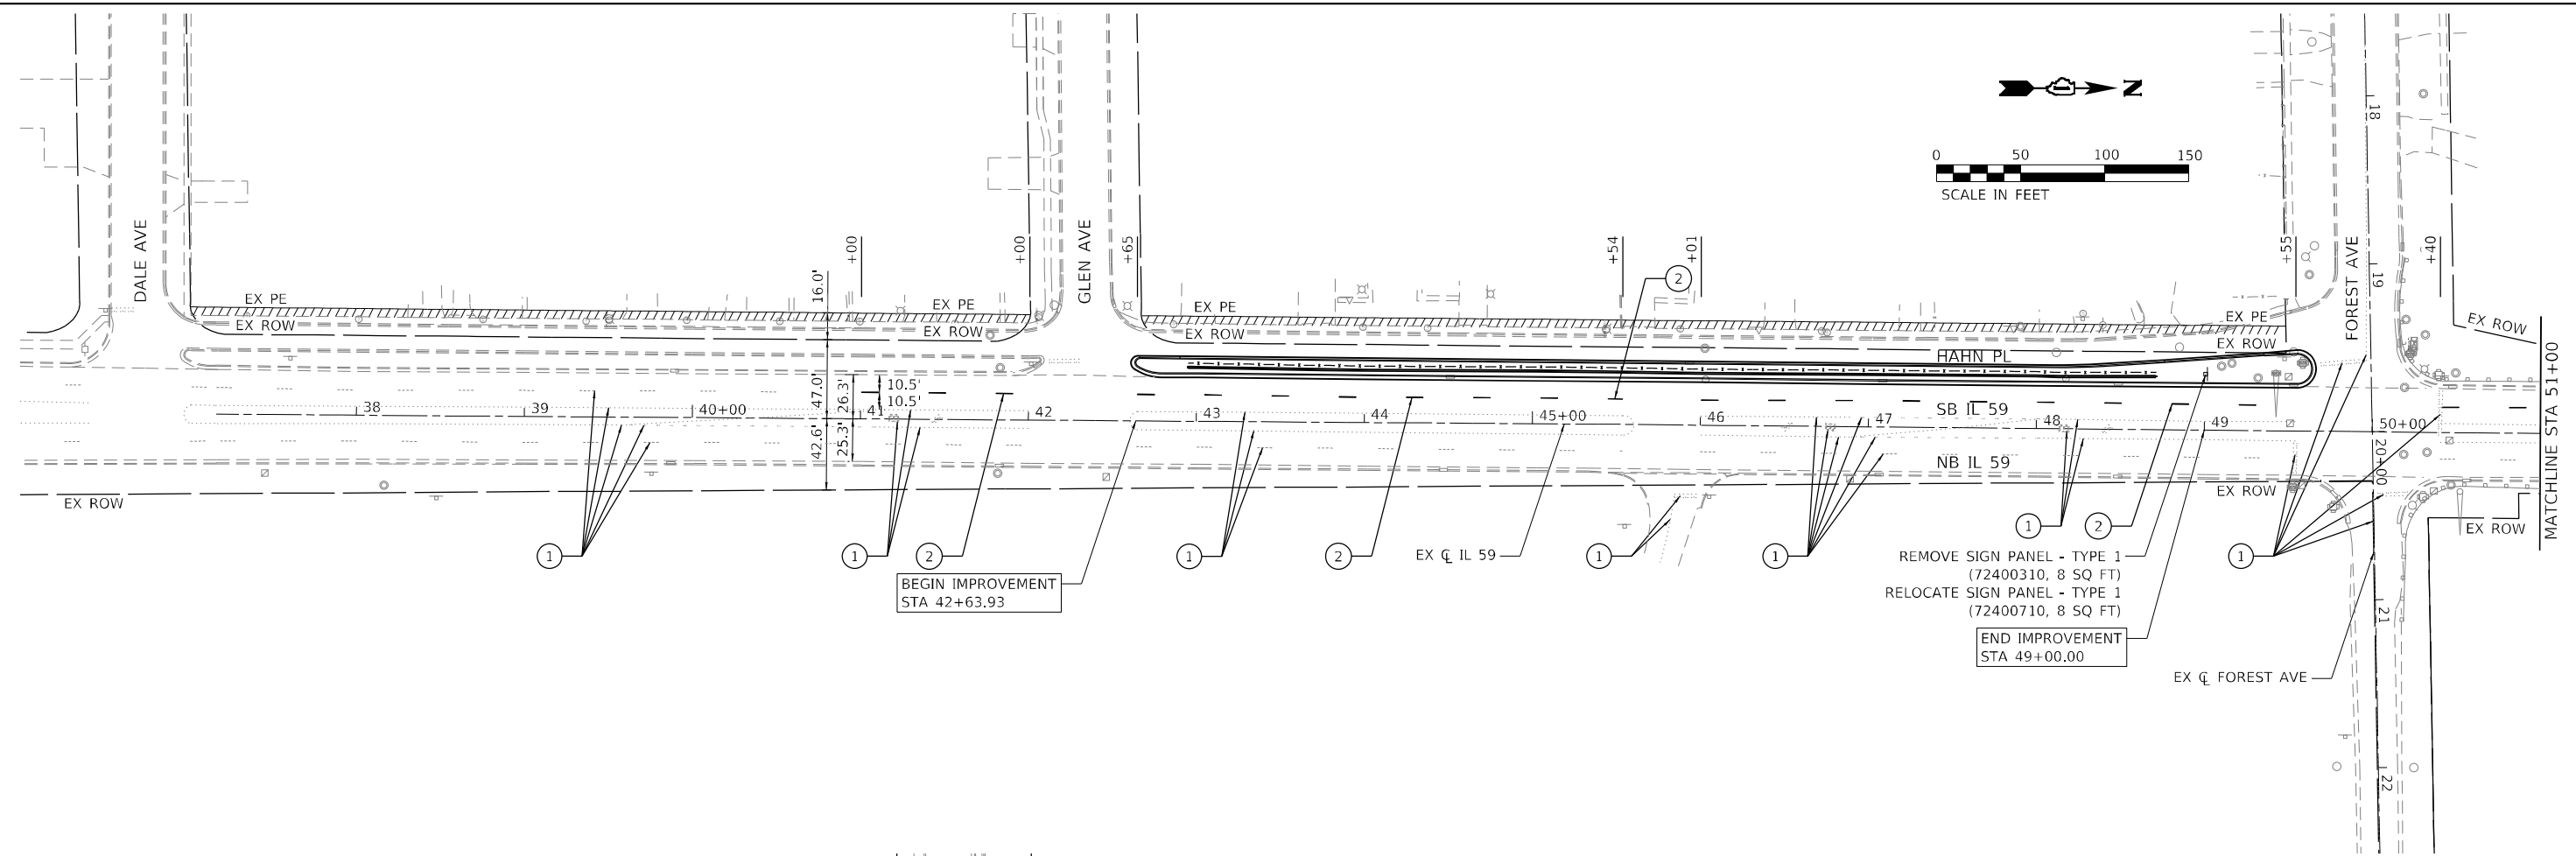 N
0 50 100 150
SCALE IN FEET
DALE AVE
GLEN AVE
FOREST AVE
+00
+00
+65
+54
+01
+55
+40
18
19
20+00
21
22
2
EX PE
EX ROW
16.0'
EX PE
EX ROW
EX PE
EX ROW
EX PE
EX ROW
EX ROW
HAHN PL
47.0'
26.3'
10.5'
10.5'
42.6'
25.3'
38
39
40+00
41
42
43
44
45+00
46
47
48
49
50+00
SB IL 59
NB IL 59
EX ROW
EX ROW
EX ROW
MATCHLINE STA 51+00
1
1
2
1
2
EX CL IL 59
1
1
1
2
1
BEGIN IMPROVEMENT
STA 42+63.93
REMOVE SIGN PANEL - TYPE 1
(72400310, 8 SQ FT)
RELOCATE SIGN PANEL - TYPE 1
(72400710, 8 SQ FT)
END IMPROVEMENT
STA 49+00.00
EX CL FOREST AVE